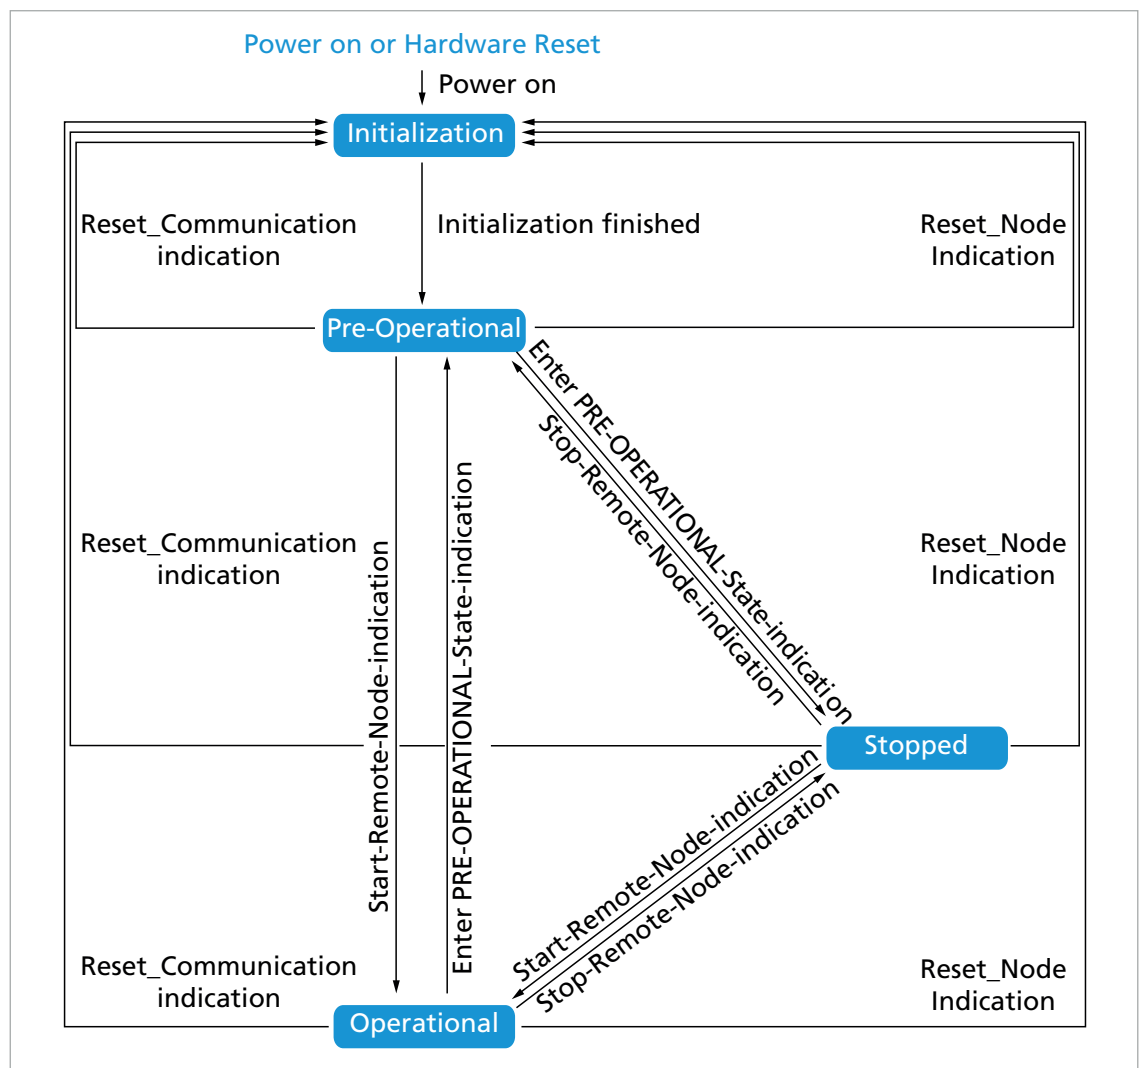 Power on or Hardware Reset
Power on
Initialization
Reset_Communication
indication
Initialization finished
Reset_Node
Indication
Pre-Operational
Enter PRE-OPERATIONAL-State-indication
Stop-Remote-Node-indication
Reset_Communication
indication
Start-Remote-Node-indication
Enter PRE-OPERATIONAL-State-indication
Reset_Node
Indication
Stopped
Start-Remote-Node-indication
Stop-Remote-Node-indication
Reset_Communication
indication
Reset_Node
Indication
Operational